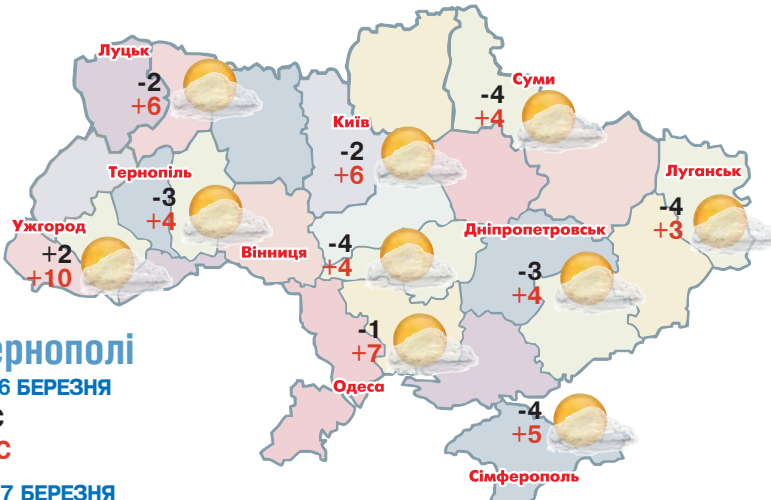 Луцьк
-2
+6
Суми
-4
+4
Київ
-2
+6
Тернопіль
-3
+4
Луганськ
-4
+3
Ужгород
+2
+10
Вінниця
-4
+4
Дніпропетровськ
-3
+4
-1
+7
Одеса
-4
+5
Сімферополь
ернополі
6 БЕРЕЗНЯ
С
С
7 БЕРЕЗНЯ